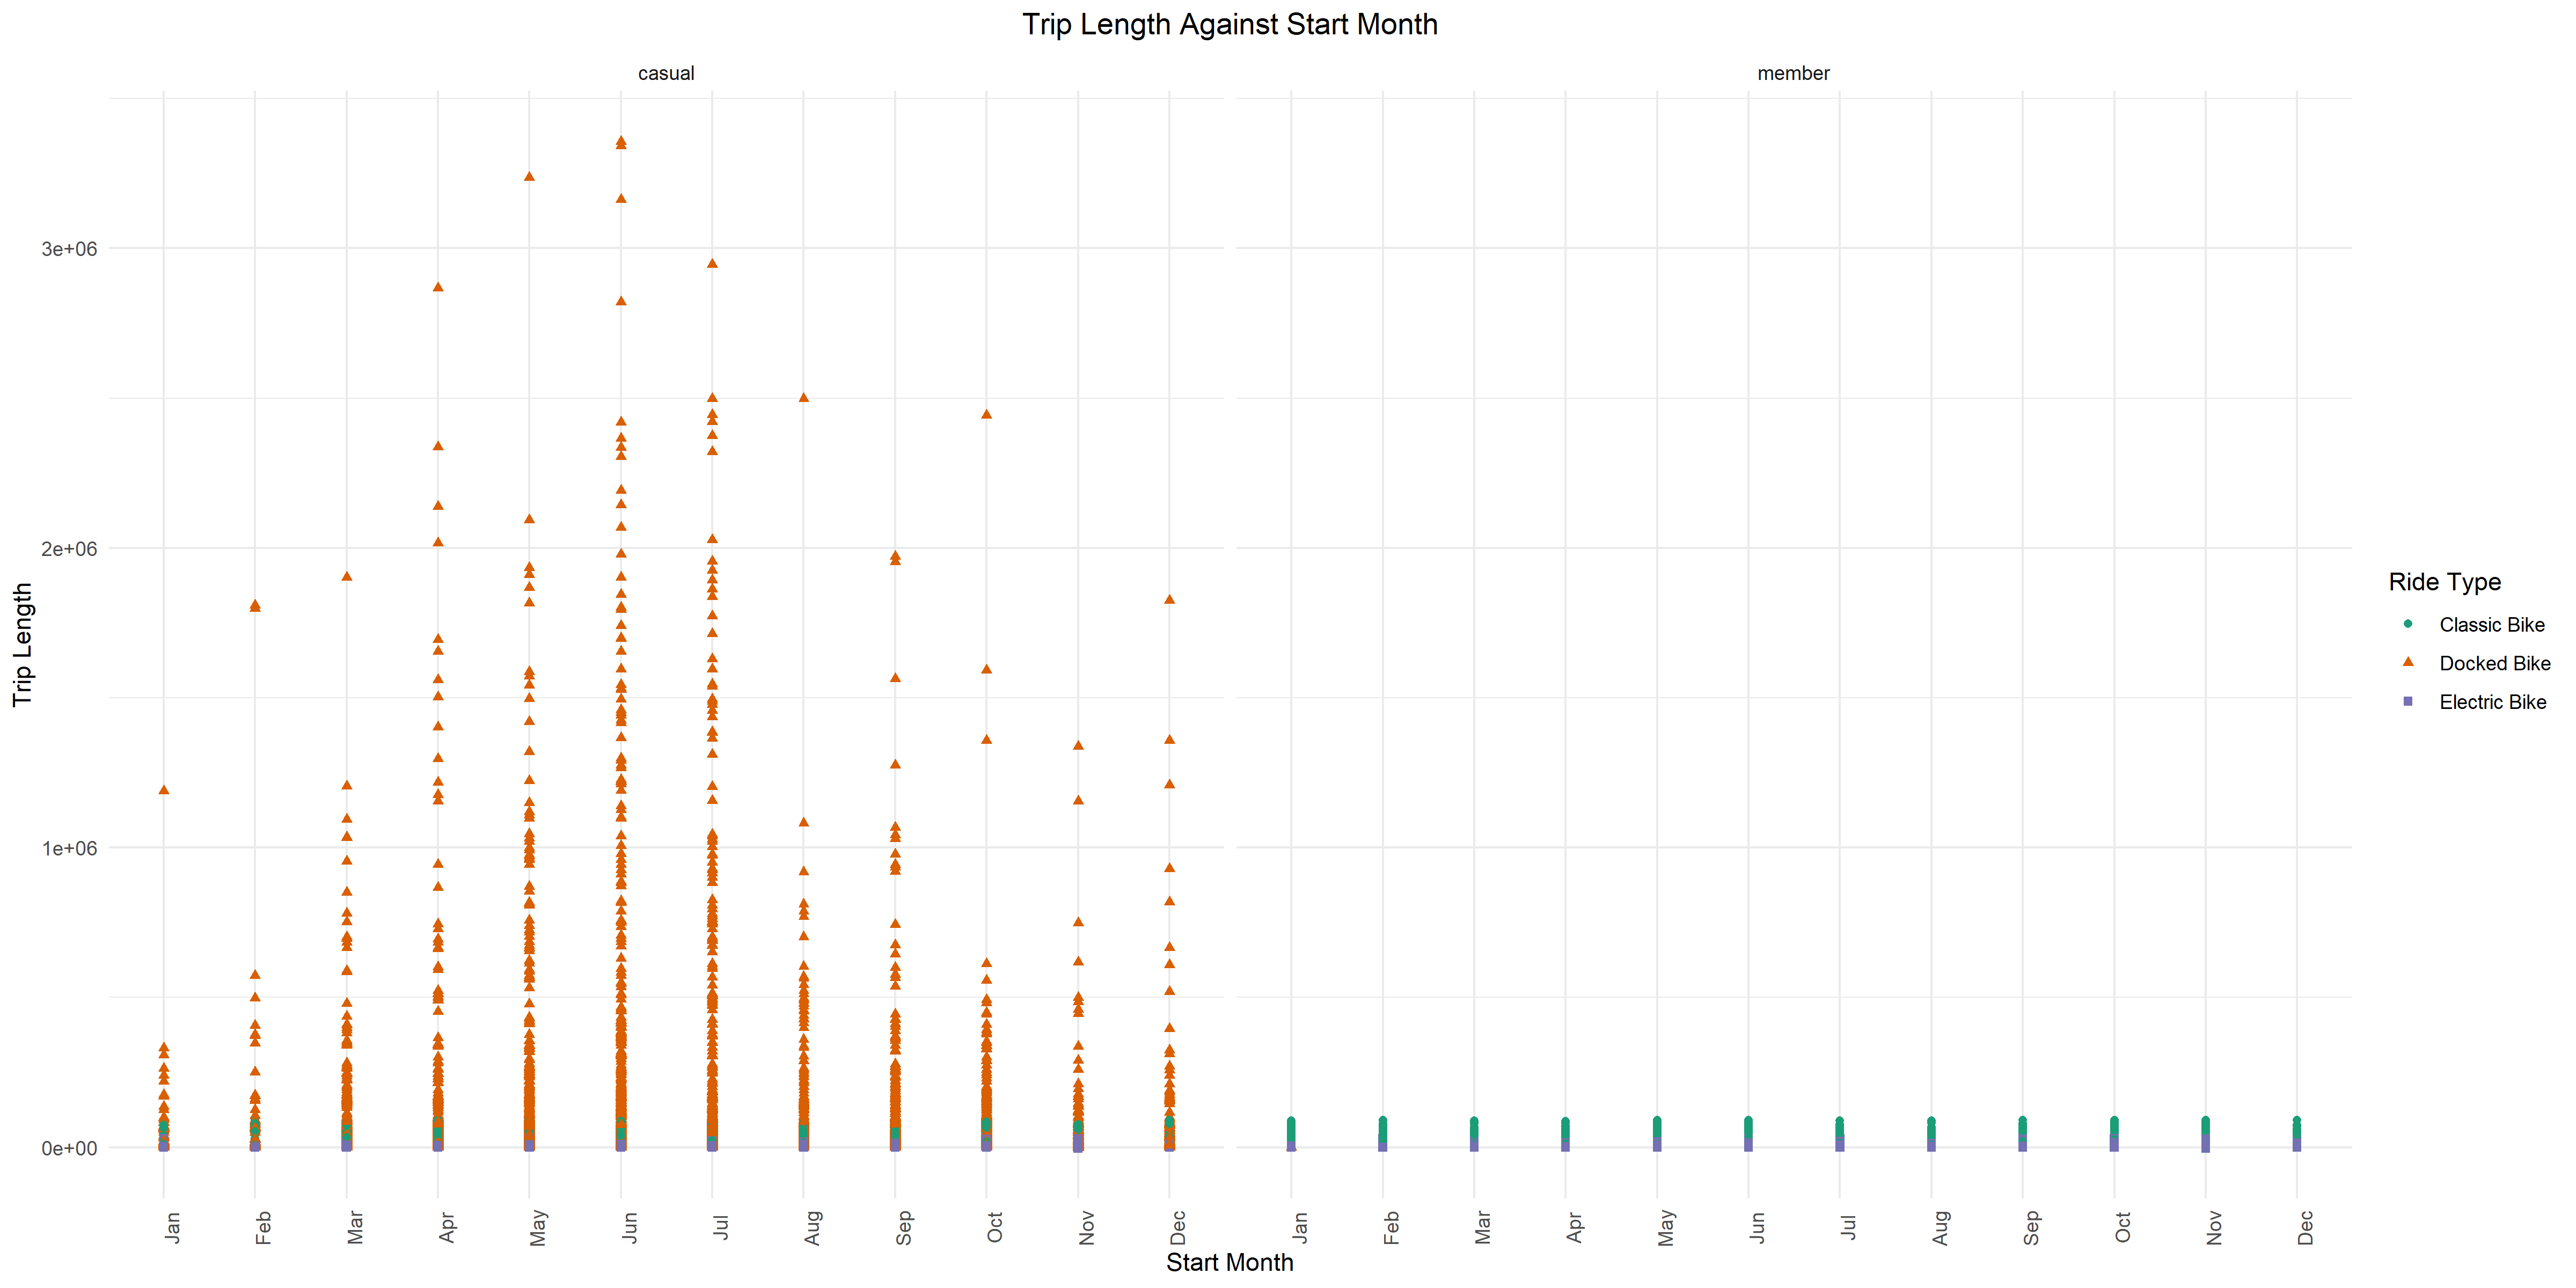 Trip Length Against Start Month
casual
member
3e+06
2e+06
1e+06
0e+00
Trip Length
Jan
Feb
Mar
Apr
May
Jun
Jul
Aug
Sep
Oct
Nov
Dec
Jan
Feb
Mar
Apr
May
Jun
Jul
Aug
Sep
Oct
Nov
Dec
Start Month
Ride Type
Classic Bike
Docked Bike
Electric Bike